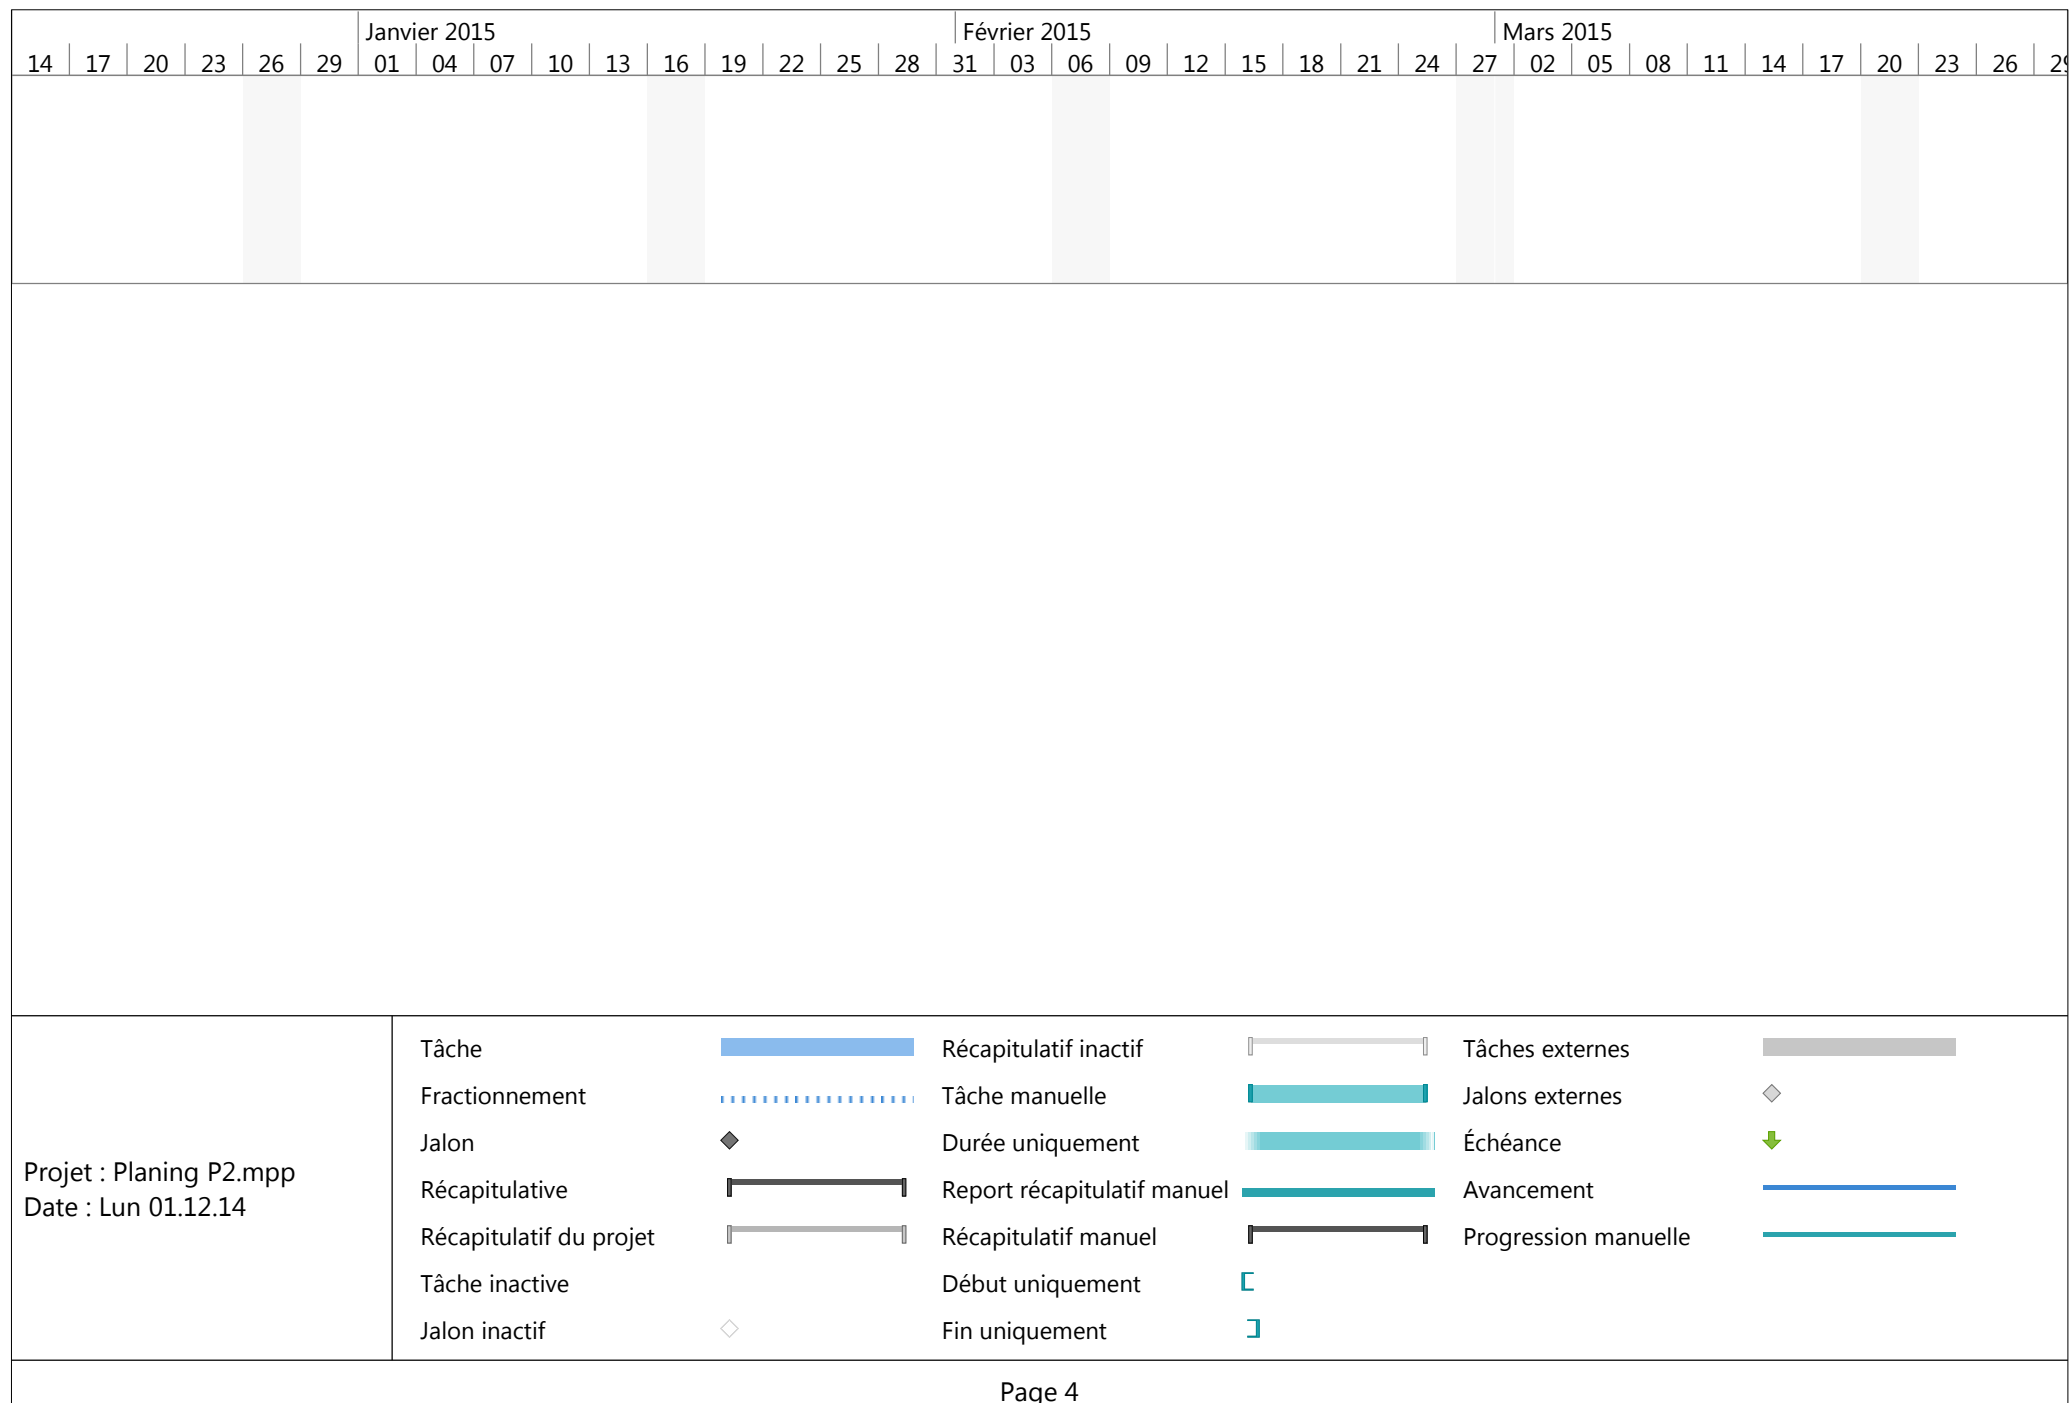 Janvier 2015 Février 2015 Mars 2015
14 17 20 23 26 29 01 04 07 10 13 16 19 22 25 28 31 03 06 09 12 15 18 21 24 27 02 05 08 11 14 17 20 23 26
Projet : Planing P2.mpp
Date : Lun 01.12.14
Tâche
Fractionnement
Jalon
Récapitulative
Récapitulatif du projet
Tâche inactive
Jalon inactif
Récapitulatif inactif
Tâche manuelle
Durée uniquement
Report récapitulatif manuel
Récapitulatif manuel
Début uniquement
Fin uniquement
Tâches externes
Jalons externes
Échéance
Avancement
Progression manuelle
Page 4